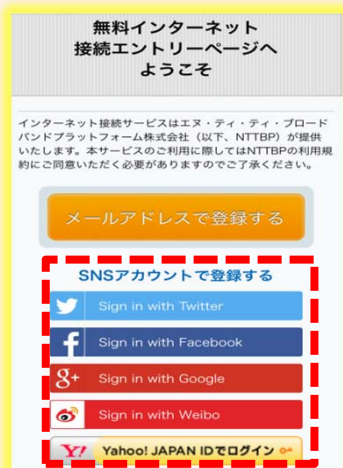 無料インターネット
接続エントリーページへ
ようこそ
インターネット接続サービスはエヌ・ティ・ティ・ブロード
バンドプラットフォーム株式会社（以下、NTTBP）が提供
いたします。本サービスのご利用に際してはNTTBPの利用規
約にご同意いただく必要がありますのでご了承ください。
メールアドレスで登録する
SNSアカウントで登録する
Sign in with Twitter
f Sign in with Facebook
g+ Sign in with Google
Sign in with Weibo
Y! Yahoo! JAPAN IDでログイン